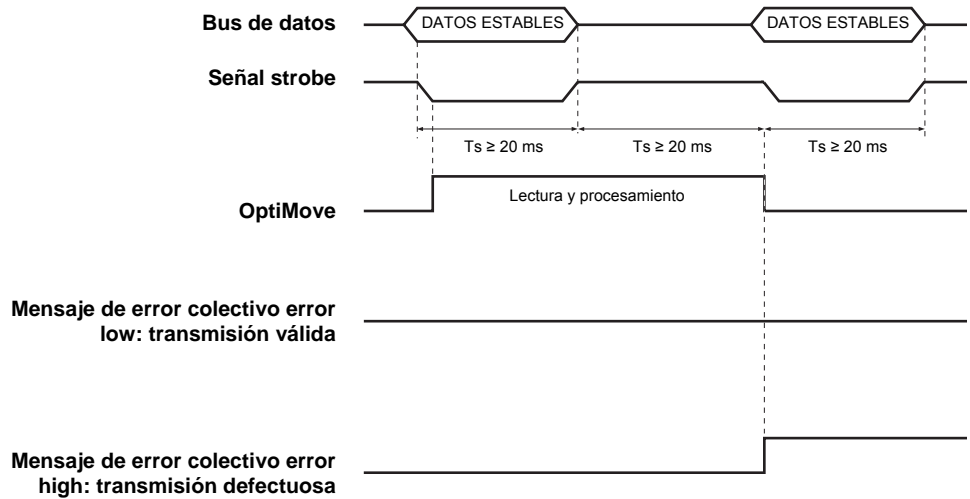 Bus de datos
DATOS ESTABLES
DATOS ESTABLES
Señal strobe
Ts ≥ 20 ms
Ts ≥ 20 ms
Ts ≥ 20 ms
OptiMove
Lectura y procesamiento
Mensaje de error colectivo error
low: transmisión válida
Mensaje de error colectivo error
high: transmisión defectuosa